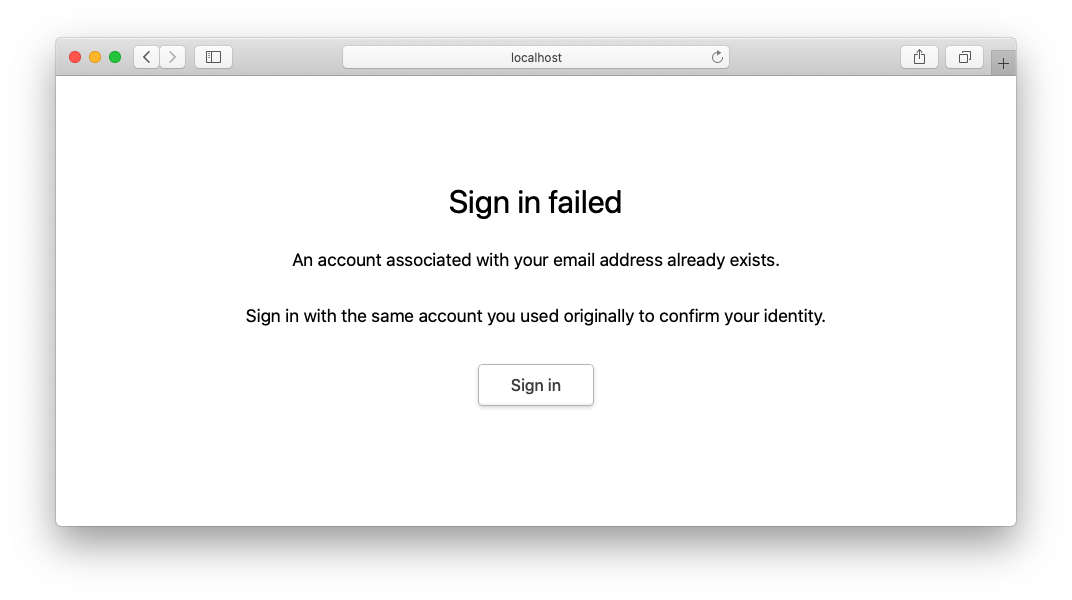 localhost
Sign in failed
An account associated with your email address already exists.
Sign in with the same account you used originally to confirm your identity.
Sign in